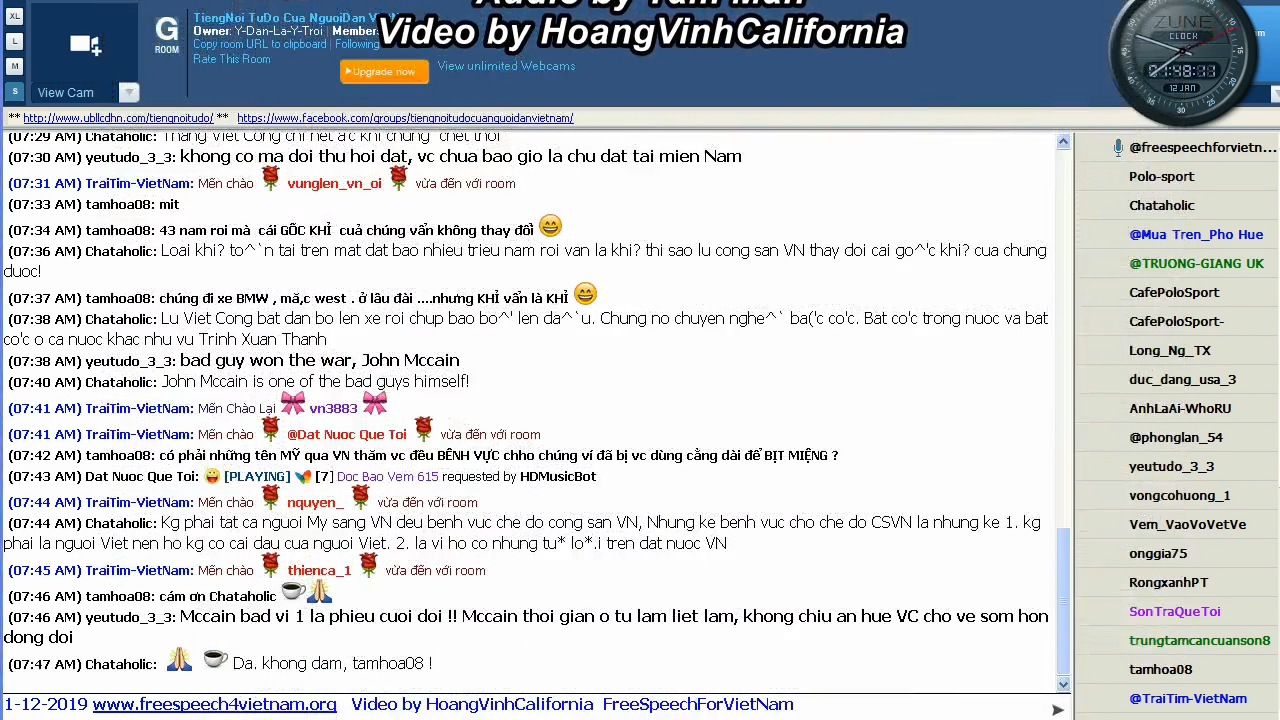 Video by HoangVinhCalifornia
XL
L
M
S
View Cam
G
ROOM
TiengNoi TuDo Cua NguoiDan
Owner: Y-Dan-La-Y-Troi | Members:
Copy room URL to clipboard | Following
Rate This Room
Upgrade now
View unlimited Webcams
ZUNE
CLOCK
12 JAN
** http://www.ubllcdhn.com/tiengnoitudo/ ** https://www.facebook.com/groups/tiengnoitudocuanguoidanvietnam/
(07:29 AM) Chataholic: Thang Viet Cong chi het a'c khi chung chet thoi
(07:30 AM) yeutudo_3_3: khong co ma doi thu hoi dat, vc chua bao gio la chu dat tai mien Nam
(07:31 AM) TraiTim-VietNam: Mến chào vunglen_vn_oi vừa đến với room
(07:33 AM) tamhoa08: mit
(07:34 AM) tamhoa08: 43 nam roi mà cái GỐC KHỈ cuả chúng vẩn không thay đổi
(07:36 AM) Chataholic: Loai khi? to^`n tai tren mat dat bao nhieu trieu nam roi van la khi? thi sao lu cong san VN thay doi cai go^'c khi? cua chung
duoc!
(07:37 AM) tamhoa08: chúng đi xe BMW , mă,c west . ở lâu đài ....nhưng KHỈ vẩn là KHỈ
(07:38 AM) Chataholic: Lu Viet Cong bat dan bo len xe roi chup bao bo^' len da^`u. Chung no chuyen nghe^` ba('c co'c. Bat co'c trong nuoc va bat
co'c o ca nuoc khac nhu vu Trinh Xuan Thanh
(07:38 AM) yeutudo_3_3: bad guy won the war, John Mccain
(07:40 AM) Chataholic: John Mccain is one of the bad guys himself!
(07:41 AM) TraiTim-VietNam: Mến Chào Lại vn3883
(07:41 AM) TraiTim-VietNam: Mến chào @Dat Nuoc Que Toi vừa đến với room
(07:42 AM) tamhoa08: có phải những tên MỸ qua VN thăm vc đều BÊNH VỰC chho chúng ví đã bị vc dùng cẳng dài để BỊT MIỆNG ?
(07:43 AM) Dat Nuoc Que Toi: [PLAYING] [7] Doc Bao Vem 615 requested by HDMusicBot
(07:44 AM) TraiTim-VietNam: Mến chào nquyen_ vừa đến với room
(07:44 AM) Chataholic: Kg phai tat ca nguoi My sang VN deu benh vuc che do cong san VN, Nhung ke benh vuc cho che do CSVN la nhung ke 1. kg
phai la nguoi Viet nen ho kg co cai dau cua nguoi Viet. 2. la vi ho co nhung tu* lo*.i tren dat nuoc VN
(07:45 AM) TraiTim-VietNam: Mến chào thienca_1 vừa đến với room
(07:46 AM) tamhoa08: cám ơn Chataholic
(07:46 AM) yeutudo_3_3: Mccain bad vi 1 la phieu cuoi doi !! Mccain thoi gian o tu lam liet lam, khong chiu an hue VC cho ve som hon
dong doi
(07:47 AM) Chataholic: Da. khong dam, tamhoa08 !
@freespeechforvietn...
Polo-sport
Chataholic
@Mua Tren_Pho Hue
@TRUONG-GIANG UK
CafePoloSport
CafePoloSport-
Long_Ng_TX
duc_dang_usa_3
AnhLaAi-WhoRU
@phonglan_54
yeutudo_3_3
vongcohuong_1
Vem_VaoVoVetVe
onggia75
RongxanhPT
SonTraQueToi
trungtamcancuanson8
tamhoa08
@TraiTim-VietNam
1-12-2019 www.freespeech4vietnam.org Video by HoangVinhCalifornia FreeSpeechForVietNam